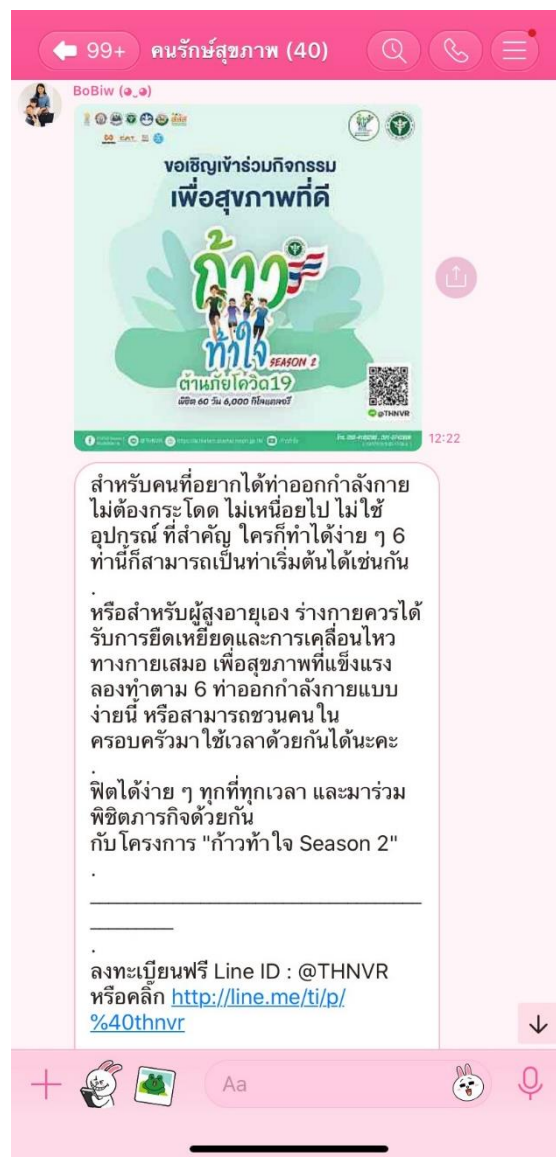 99+ คนรักษ์สุขภาพ (40)
BoBiw (◕‿◕)
สสส
ขอเชิญเข้าร่วมกิจกรรม
เพื่อสุขภาพที่ดี
ก้าว
ท้าใจ SEASON 2
ต้านภัยโควิด19
พิชิต 60 วัน 6,000 กิโลแคลอรี่
@THNVR
12:22
สำหรับคนที่อยากได้ท่าออกกำลังกาย
ไม่ต้องกระโดด ไม่เหนื่อยไป ไม่ใช้
อุปกรณ์ ที่สำคัญ ใครก็ทำได้ง่าย ๆ 6
ท่านี้ก็สามารถเป็นท่าเริ่มต้นได้เช่นกัน
.
หรือสำหรับผู้สูงอายุเอง ร่างกายควรได้
รับการยืดเหยียดและการเคลื่อนไหว
ทางกายเสมอ เพื่อสุขภาพที่แข็งแรง
ลองทำตาม 6 ท่าออกกำลังกายแบบ
ง่ายนี้ หรือสามารถชวนคนใน
ครอบครัวมาใช้เวลาด้วยกันได้นะคะ
.
ฟิตได้ง่าย ๆ ทุกที่ทุกเวลา และมาร่วม
พิชิตภารกิจด้วยกัน
กับโครงการ "ก้าวท้าใจ Season 2"
.
.
ลงทะเบียนฟรี Line ID : @THNVR
หรือคลิ๊ก http://line.me/ti/p/
%40thnvr
Aa